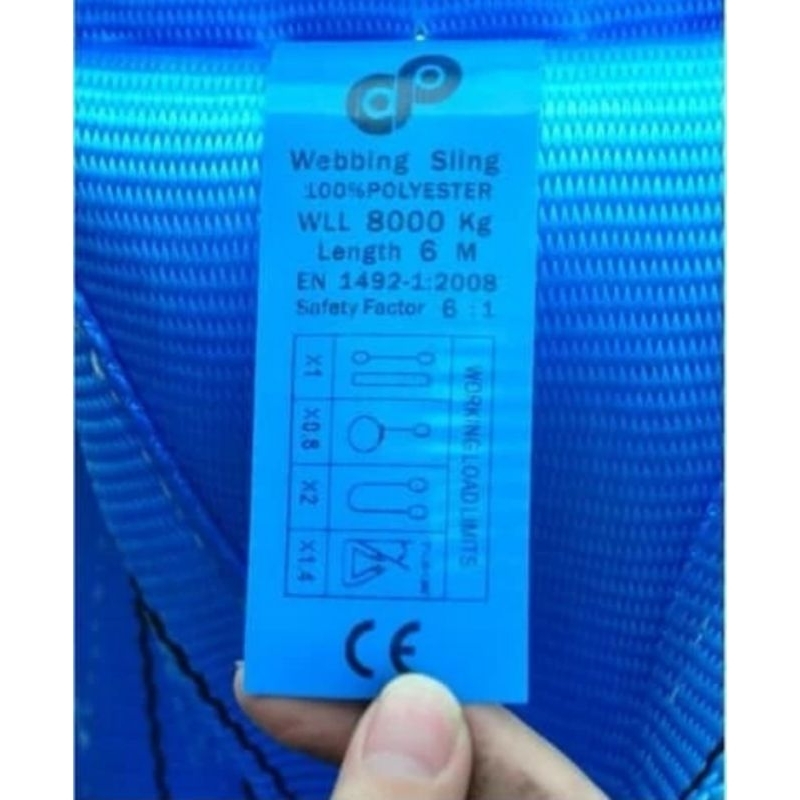 Webbing Sling
100%POLYESTER
WLL 8000 Kg
Length 6 M
EN 1492-1:2008
Safety Factor 6 : 1
WORKING LOAD LIMITS
X1
X0.8
X2
X1.4
CE